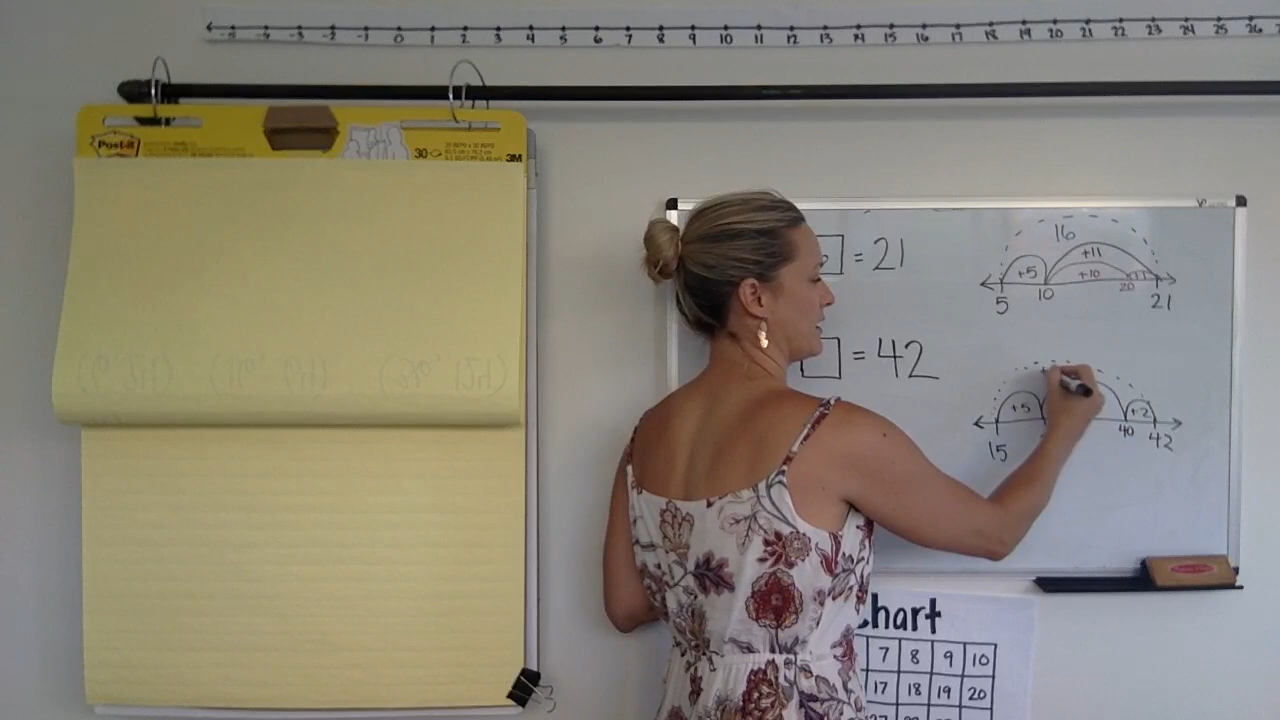 -5 -4 -3 -2 -1 0 1 2 3 4 5 6 7 8 9 10 11 12 13 14 15 16 17 18 19 20 21 22 23 24 25 26
Post-it
30
3M
= 21
16
+5 +11
+10 +1
5 10 20 21
= 42
+5 +2
15 40 42
Chart
7 8 9 10
17 18 19 20